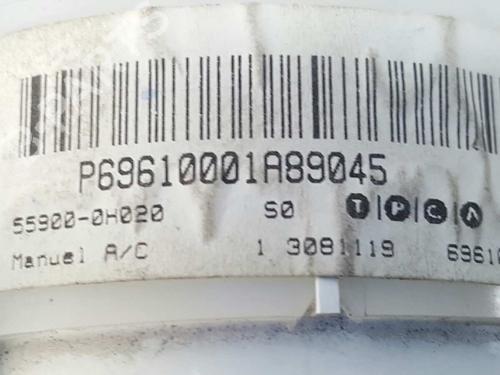 P69610001A89045
55900-0H020 S0 T|P|C|A
Manuel A/C 1 3081119 6961